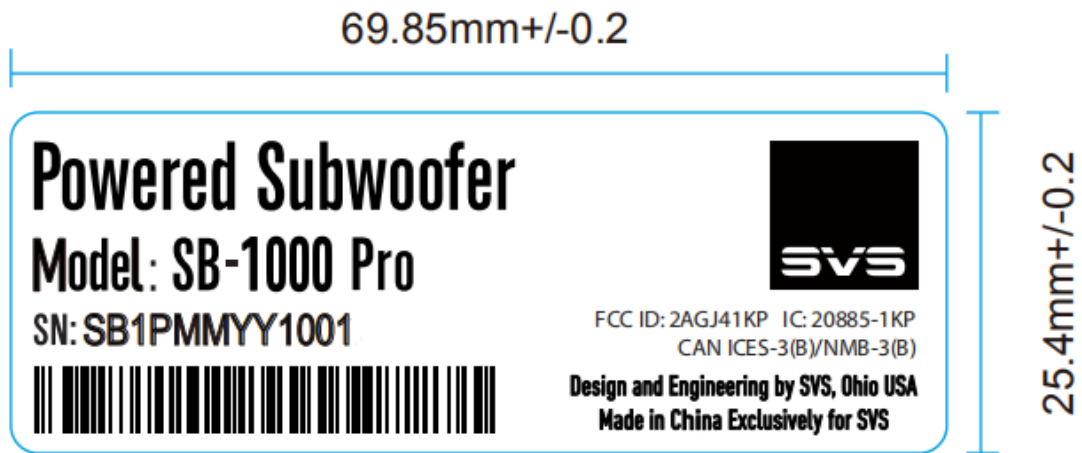 69.85mm+/-0.2
Powered Subwoofer
Model: SB-1000 Pro
SN: SB1PMMYY1001
SVS
FCC ID: 2AGJ41KP IC: 20885-1KP
CAN ICES-3(B)/NMB-3(B)
Design and Engineering by SVS, Ohio USA
Made in China Exclusively for SVS
25.4mm+/-0.2